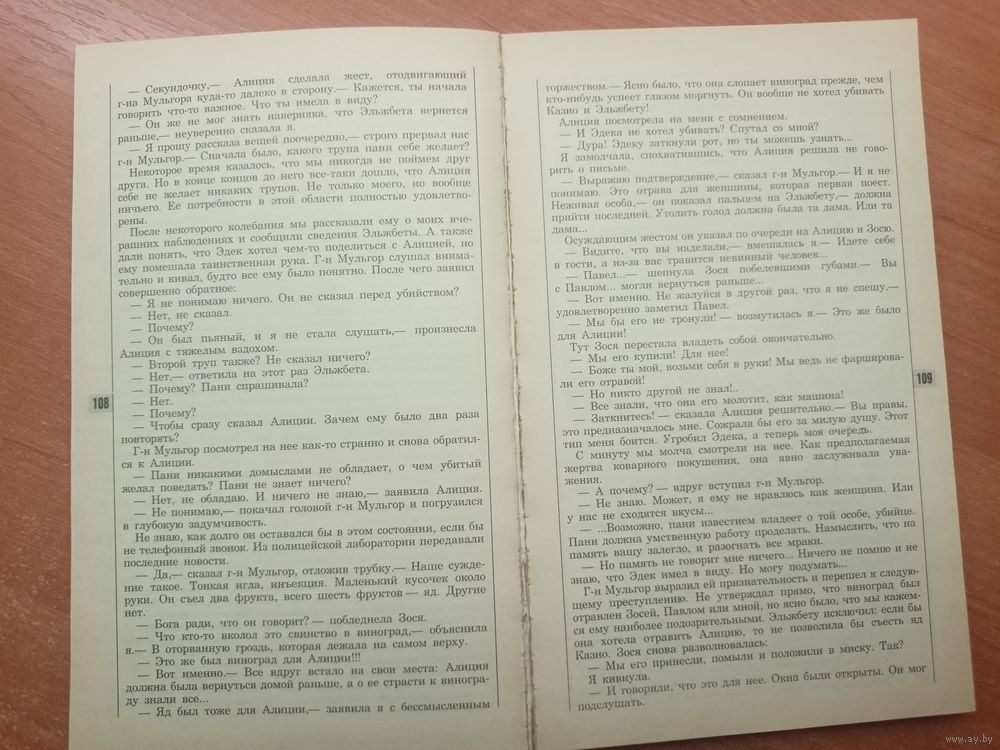 — Секундочку,— Алиция сделала жест, отодвигающий
г-на Мульгора куда-то далеко в сторону.— Кажется, ты начала
говорить что-то важное. Что ты имела в виду?
— Он же не мог знать наверняка, что Эльжбета вернется
раньше,— неуверенно сказала я.
— Я прошу рассказа вещей поочередно,— строго прервал нас
г-н Мульгор.— Сначала было, какого трупа пани себе желает?
Некоторое время казалось, что мы никогда не поймем друг
друга. Но в конце концов до него все-таки дошло, что Алиция
себе не желает никаких трупов. Не только моего, но вообще
ничьего. Ее потребности в этой области полностью удовлетво-
рены.
После некоторого колебания мы рассказали ему о моих вче-
рашних наблюдениях и сообщили сведения Эльжбеты. А также
дали понять, что Эдек хотел чем-то поделиться с Алицией, но
ему помешала таинственная рука. Г-н Мульгор слушал внима-
тельно и кивал, будто все ему было понятно. После чего заявил
совершенно обратное:
— Я не понимаю ничего. Он не сказал перед убийством?
— Нет, не сказал.
— Почему?
— Он был пьяный, и я не стала слушать,— произнесла
Алиция с тяжелым вздохом.
— Второй труп также? Не сказал ничего?
— Нет,— ответила на этот раз Эльжбета.
— Почему? Пани спрашивала?
— Нет.
— Почему?
— Чтобы сразу сказал Алиции. Зачем ему было два раза
повторять?
Г-н Мульгор посмотрел на нее как-то странно и снова обратил-
ся к Алиции.
— Пани никакими домыслами не обладает, о чем убитый
желал поведать? Пани не знает ничего?
— Нет, не обладаю. И ничего не знаю,— заявила Алиция.
— Не понимаю,— покачал головой г-н Мульгор и погрузился
в глубокую задумчивость.
Не знаю, как долго он оставался бы в этом состоянии, если бы
не телефонный звонок. Из полицейской лаборатории передавали
последние новости.
— Да,— сказал г-н Мульгор, отложив трубку.— Наше сужде-
ние такое. Тонкая игла, инъекция. Маленький кусочек около
руки. Он съел два фрукта, всего шесть фруктов — яд. Другие
нет.
— Бога ради, что он говорит? — побледнела Зося.
— Что кто-то вколол это свинство в виноград,— объяснила
я.— В оторванную гроздь, которая лежала на самом верху.
— Это же был виноград для Алиции!!!
— Вот именно.— Все вдруг встало на свои места: Алиция
должна была вернуться домой раньше, а о ее страсти к виногра-
ду знали все...
— Яд был тоже для Алиции,— заявила я с бессмысленным
108
торжеством.— Ясно было, что она слопает виноград прежде, чем
кто-нибудь успеет глазом моргнуть. Он вообще не хотел убивать
Казио и Эльжбету!
Алиция посмотрела на меня с сомнением.
— И Эдека не хотел убивать? Спутал со мной?
— Дура! Эдеку заткнули рот, но ты можешь узнать...
Я замолчала, спохватившись, что Алиция решила не гово-
рить о письме.
— Выражаю подтверждение,— сказал г-н Мульгор.— И я не
понимаю. Это отрава для женщины, которая первая поест.
Неживая особа,— он показал пальцем на Эльжбету,— должна
прийти последней. Утолить голод должна была та дама. Или та
дама...
Осуждающим жестом он указал по очереди на Алицию и Зосю.
— Видите, что вы наделали,— вмешалась я.— Идете себе
в гости, а из-за вас травится невинный человек...
— Павел...— шепнула Зося побелевшими губами.— Вы
с Павлом... могли вернуться раньше...
— Вот именно. Не жалуйся в другой раз, что я не спешу,—
удовлетворенно заметил Павел.
— Мы бы его не тронули! — возмутилась я.— Это же было
для Алиции!
Тут Зося перестала владеть собой окончательно.
— Мы его купили! Для нее!
— Боже ты мой, возьми себя в руки! Мы ведь не фарширова-
ли его отравой!
— Но никто другой не знал!..
— Все знали, что она его молотит, как машина!
— Заткнитесь! — сказала Алиция решительно.— Вы правы,
это предназначалось мне. Сожрала бы его за милую душу. Этот
тип меня боится. Угробил Эдека, а теперь моя очередь.
С минуту мы молча смотрели на нее. Как предполагаемая
жертва коварного покушения, она явно заслуживала ува-
жения.
— А почему? — вдруг вступил г-н Мульгор.
— Не знаю. Может, я ему не нравлюсь как женщина. Или
у нас не сходятся вкусы...
— ...Возможно, пани известием владеет о той особе, убийце.
Пани должна умственную работу проделать. Намыслить, что на
память вашу залегло, и разогнать все мраки.
— Но память не говорит мне ничего... Ничего не помню и не
знаю, что Эдек имел в виду. Но могу подумать...
Г-н Мульгор выразил ей признательность и перешел к следую-
щему преступлению. Не утверждал прямо, что виноград был
отравлен Зосей, Павлом или мной, но ясно было, что мы кажем-
ся ему наиболее подозрительными. Эльжбету исключил: если бы
она хотела отравить Алицию, то не позволила бы съесть яд
Казио. Зося снова разволновалась:
— Мы его принесли, помыли и положили в миску. Так?
Я кивнула.
— И говорили, что это для нее. Окна были открыты. Он мог
подслушать.
109
www.ay.by